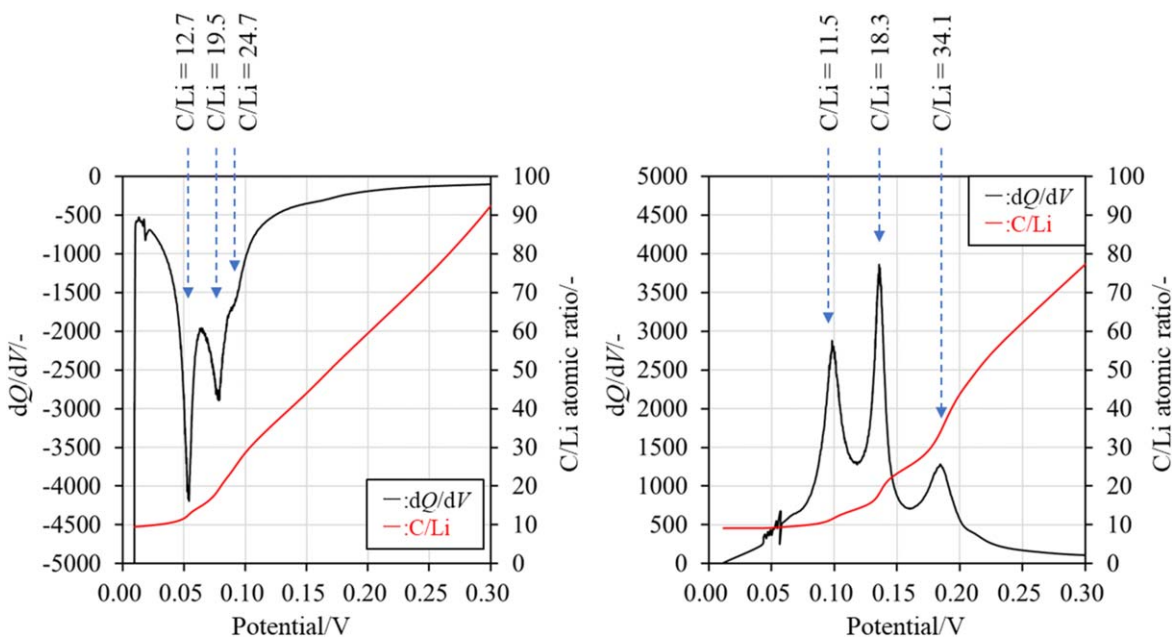 C/Li = 12.7
C/Li = 19.5
C/Li = 24.7
0
-500
-1000
-1500
-2000
-2500
-3000
-3500
-4000
-4500
-5000
dQ/dV/-
100
90
80
70
60
50
40
30
20
10
0
C/Li atomic ratio/-
:dQ/dV
:C/Li
0.00 0.05 0.10 0.15 0.20 0.25 0.30
Potential/V
C/Li = 11.5
C/Li = 18.3
C/Li = 34.1
5000
4500
4000
3500
3000
2500
2000
1500
1000
500
0
dQ/dV/-
100
90
80
70
60
50
40
30
20
10
0
C/Li atomic ratio/-
:dQ/dV
:C/Li
0.00 0.05 0.10 0.15 0.20 0.25 0.30
Potential/V